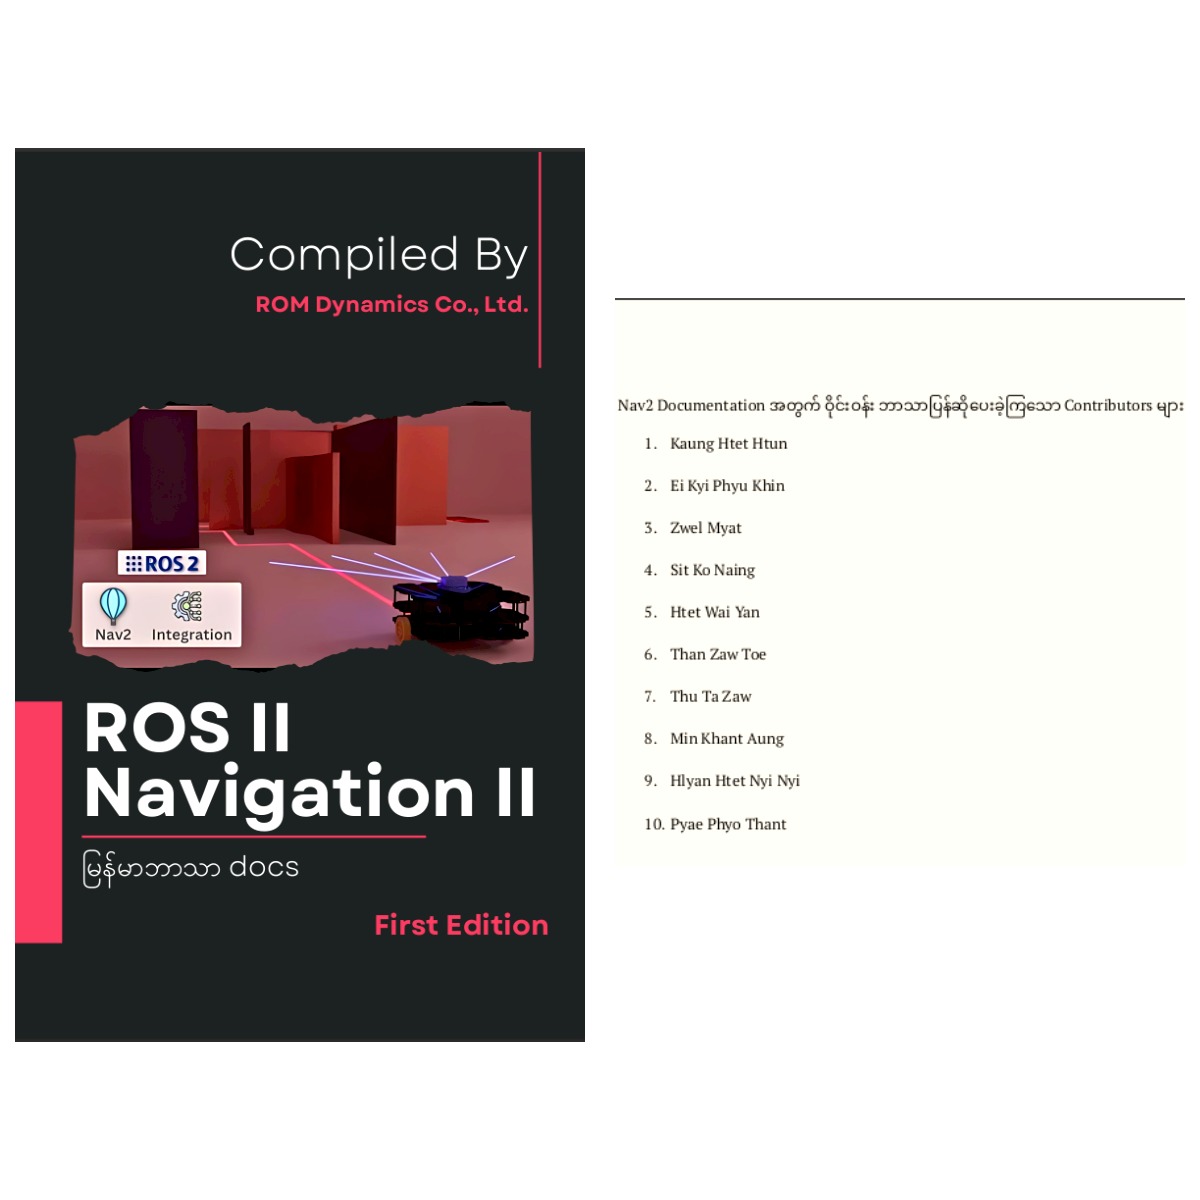 Compiled By
ROM Dynamics Co., Ltd.
ROS 2
Nav2 Integration
ROS II
Navigation II
မြန်မာဘာသာ docs
First Edition
Nav2 Documentation အတွက် ဝိုင်းဝန်း ဘာသာပြန်ဆိုပေးခဲ့ကြသော Contributors များ
1. Kaung Htet Htun
2. Ei Kyi Phyu Khin
3. Zwel Myat
4. Sit Ko Naing
5. Htet Wai Yan
6. Than Zaw Toe
7. Thu Ta Zaw
8. Min Khant Aung
9. Hlyan Htet Nyi Nyi
10. Pyae Phyo Thant